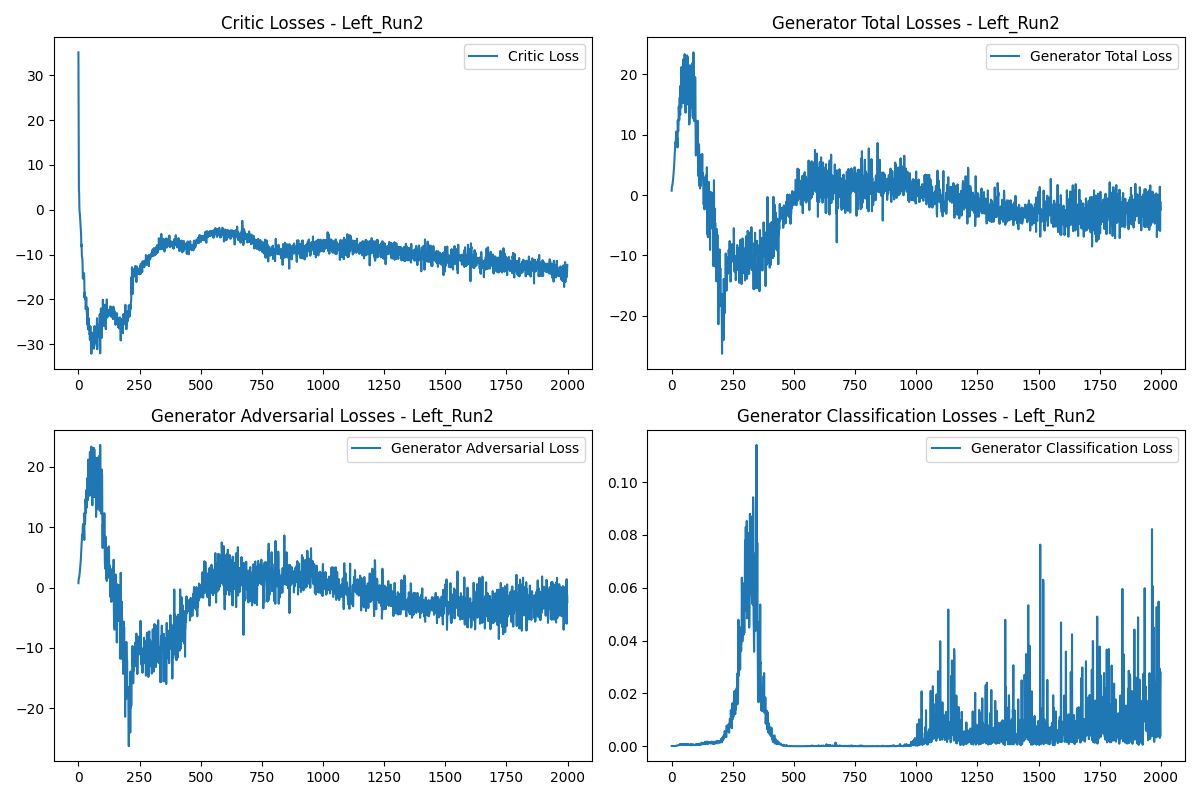 Critic Losses - Left_Run2
Critic Loss
30
20
10
0
−10
−20
−30
0 250 500 750 1000 1250 1500 1750 2000
Generator Total Losses - Left_Run2
Generator Total Loss
20
10
0
−10
−20
0 250 500 750 1000 1250 1500 1750 2000
Generator Adversarial Losses - Left_Run2
Generator Adversarial Loss
20
10
0
−10
−20
0 250 500 750 1000 1250 1500 1750 2000
Generator Classification Losses - Left_Run2
Generator Classification Loss
0.10
0.08
0.06
0.04
0.02
0.00
0 250 500 750 1000 1250 1500 1750 2000